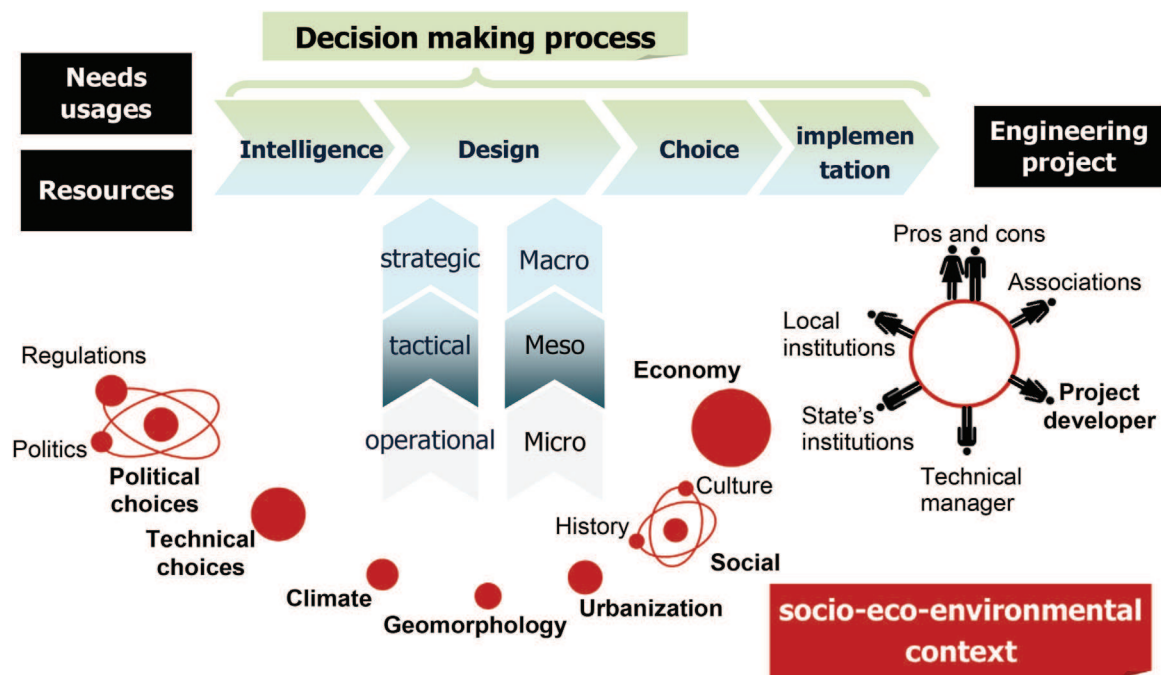 Decision making process
Needs
usages
Resources
Intelligence
Design
Choice
implemen
tation
Engineering
project
strategic
Macro
tactical
Meso
operational
Micro
Pros and cons
Associations
Local
institutions
Project
developer
State's
institutions
Technical
manager
Regulations
Politics
Political
choices
Technical
choices
Climate
Geomorphology
Urbanization
Economy
Culture
History
Social
socio-eco-environmental
context